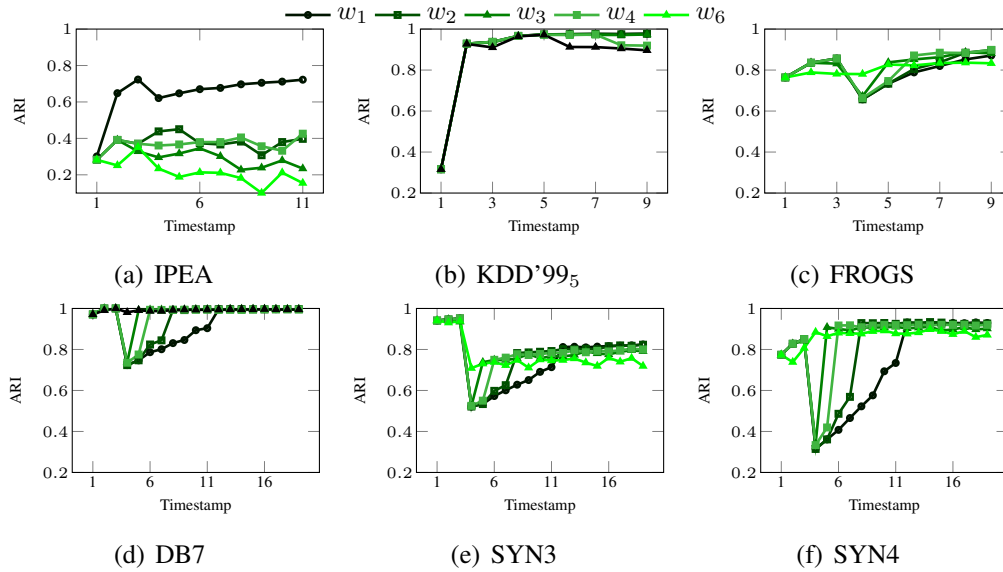 w₁ w₂ w₃ w₄ w₆
1
0.8
0.6
0.4
0.2
ARI
1 6 11
Timestamp
(a) IPEA
1
0.8
0.6
0.4
0.2
ARI
1 3 5 7 9
Timestamp
(b) KDD'99₅
1
0.8
0.6
0.4
0.2
ARI
1 3 5 7 9
Timestamp
(c) FROGS
1
0.8
0.6
0.4
0.2
ARI
1 6 11 16
Timestamp
(d) DB7
1
0.8
0.6
0.4
0.2
ARI
1 6 11 16
Timestamp
(e) SYN3
1
0.8
0.6
0.4
0.2
ARI
1 6 11 16
Timestamp
(f) SYN4